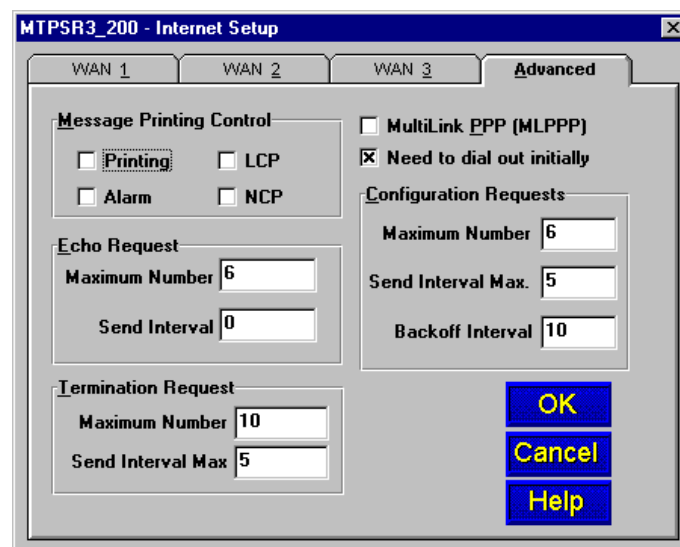 MTPSR3_200 - Internet Setup
WAN 1
WAN 2
WAN 3
Advanced
Message Printing Control
Printing
LCP
Alarm
NCP
MultiLink PPP (MLPPP)
Need to dial out initially
Echo Request
Maximum Number 6
Send Interval 0
Configuration Requests
Maximum Number 6
Send Interval Max. 5
Backoff Interval 10
Termination Request
Maximum Number 10
Send Interval Max 5
OK
Cancel
Help